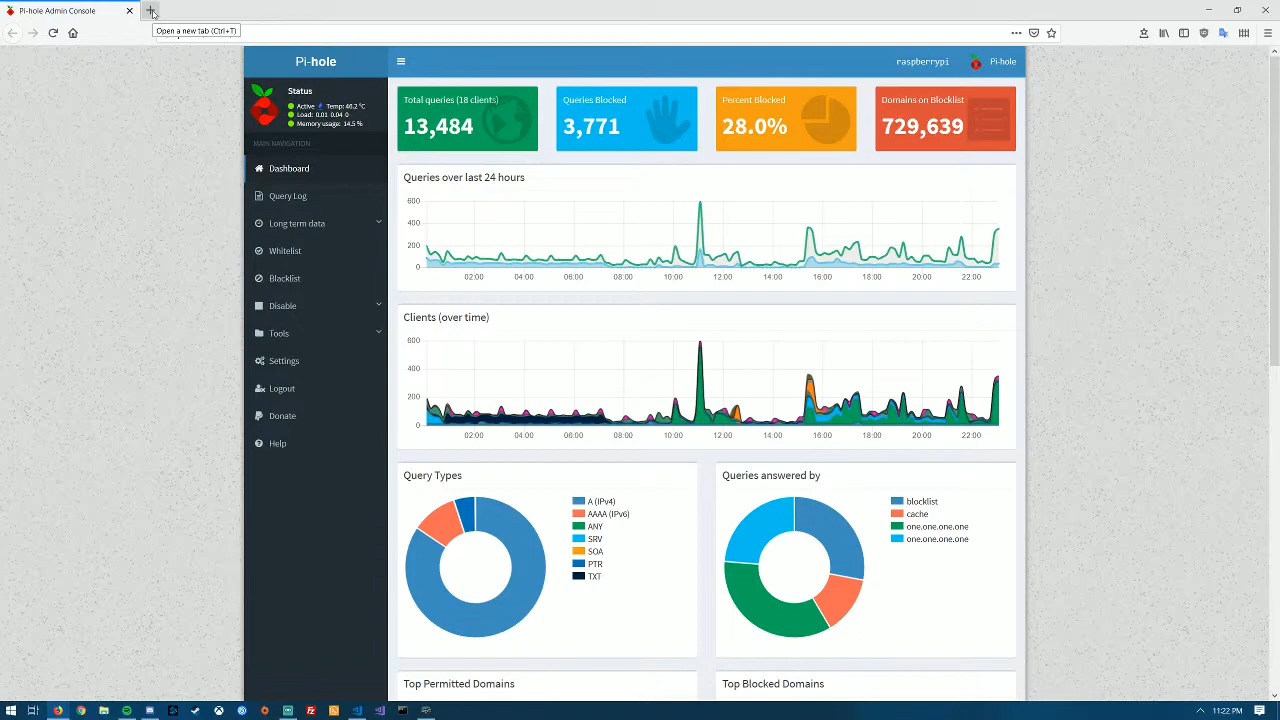 Pi-hole Admin Console
Open a new tab (Ctrl+T)
Pi-hole
raspberrypi
Pi-hole
Status
Active Temp: 46.2 °C
Load: 0.01 0.04 0
Memory usage: 14.5 %
MAIN NAVIGATION
Dashboard
Query Log
Long term data
Whitelist
Blacklist
Disable
Tools
Settings
Logout
Donate
Help
Total queries (18 clients)
13,484
Queries Blocked
3,771
Percent Blocked
28.0%
Domains on Blocklist
729,639
Queries over last 24 hours
600
400
200
0
02:00 04:00 06:00 08:00 10:00 12:00 14:00 16:00 18:00 20:00 22:00
Clients (over time)
600
400
200
0
02:00 04:00 06:00 08:00 10:00 12:00 14:00 16:00 18:00 20:00 22:00
Query Types
A (IPv4)
AAAA (IPv6)
ANY
SRV
SOA
PTR
TXT
Queries answered by
blocklist
cache
one.one.one.one
one.one.one.one
Top Permitted Domains
Top Blocked Domains
11:22 PM